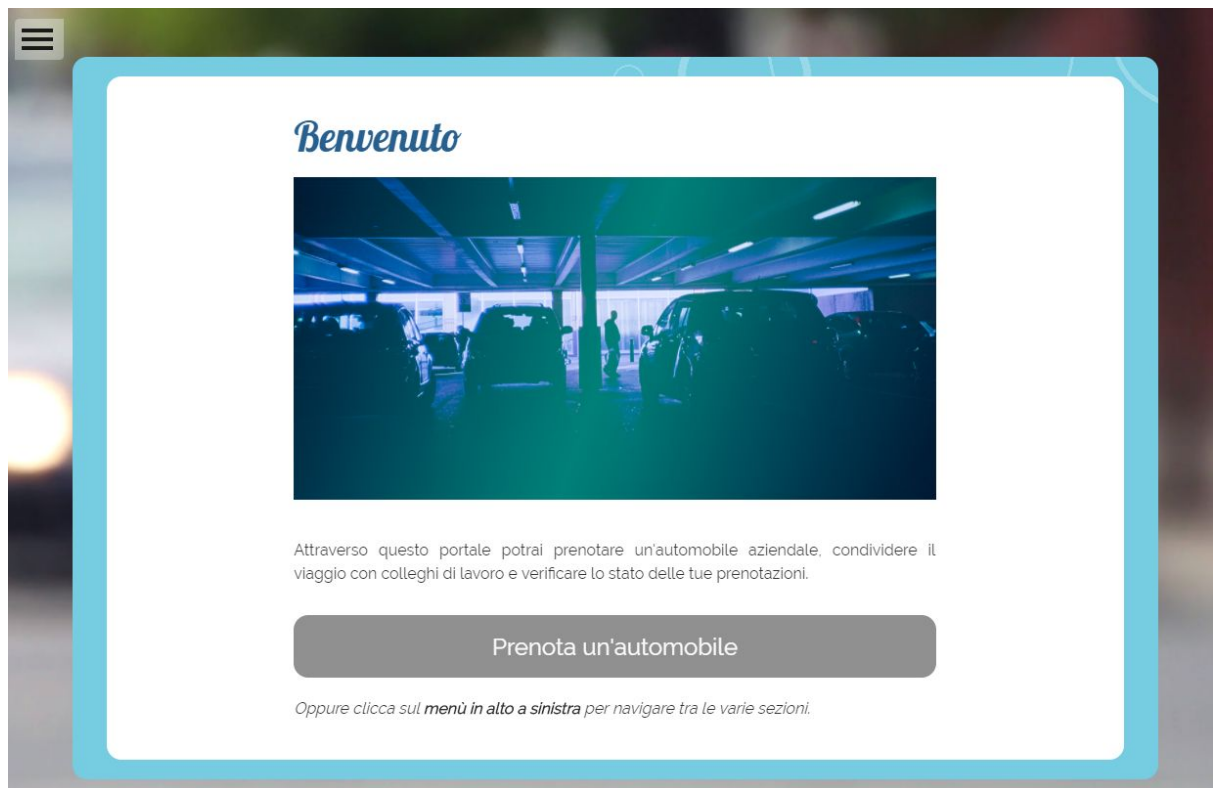 Benvenuto
Attraverso questo portale potrai prenotare un'automobile aziendale, condividere il
viaggio con colleghi di lavoro e verificare lo stato delle tue prenotazioni.
Prenota un'automobile
Oppure clicca sul menù in alto a sinistra per navigare tra le varie sezioni.